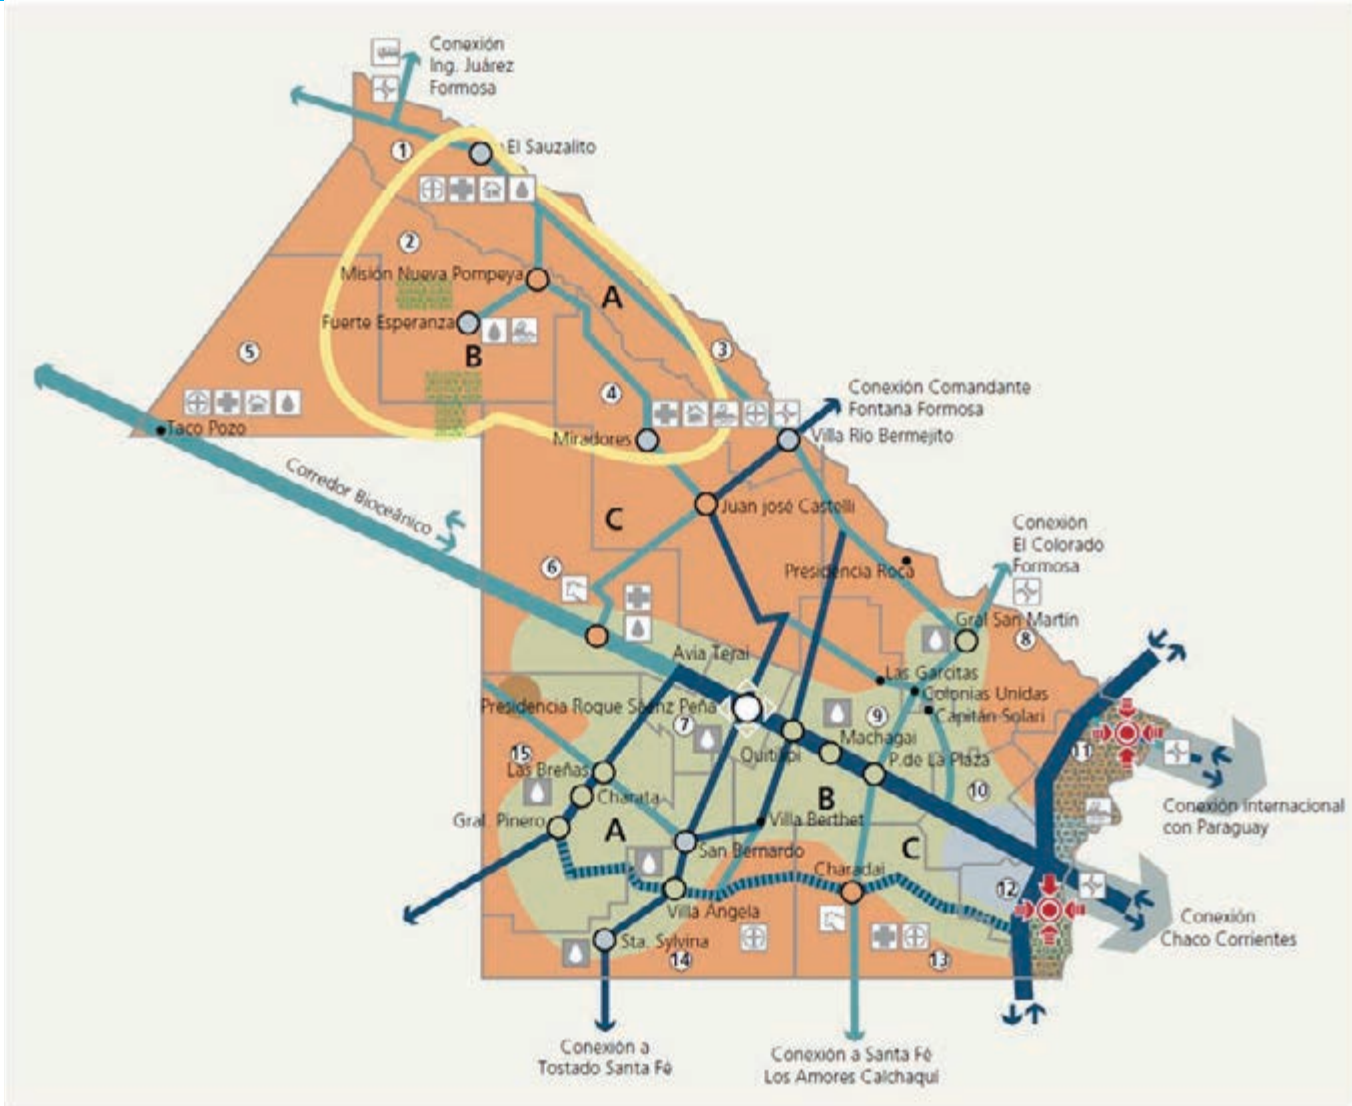 Conexión
Ing. Juárez
Formosa
1
El Sauzalito
2
Misión Nueva Pompeya
A
Fuerte Esperanza
B
5
3
4
Conexión Comandante
Fontana Formosa
Taco Pozo
Miradores
Villa Río Bermejito
Corredor Bioceánico
C
Juan josé Castelli
Conexión
El Colorado
Formosa
6
Presidencia Roca
Gral San Martín
8
Avia Terai
Las Garcitas
Colonias Unidas
Capitán Solari
Presidencia Roque Sáenz Peña
7
9
15
Quitilipi
Machagai
11
Las Breñas
P.de La Plaza
Charata
B
10
Conexión Internacional
con Paraguay
Gral. Pinero
A
Villa Berthet
San Bernardo
C
Charadai
12
Villa Angela
Conexión
Chaco Corrientes
Sta. Sylvina
14
13
Conexión a
Tostado Santa Fé
Conexión a Santa Fé
Los Amores Calchaquí